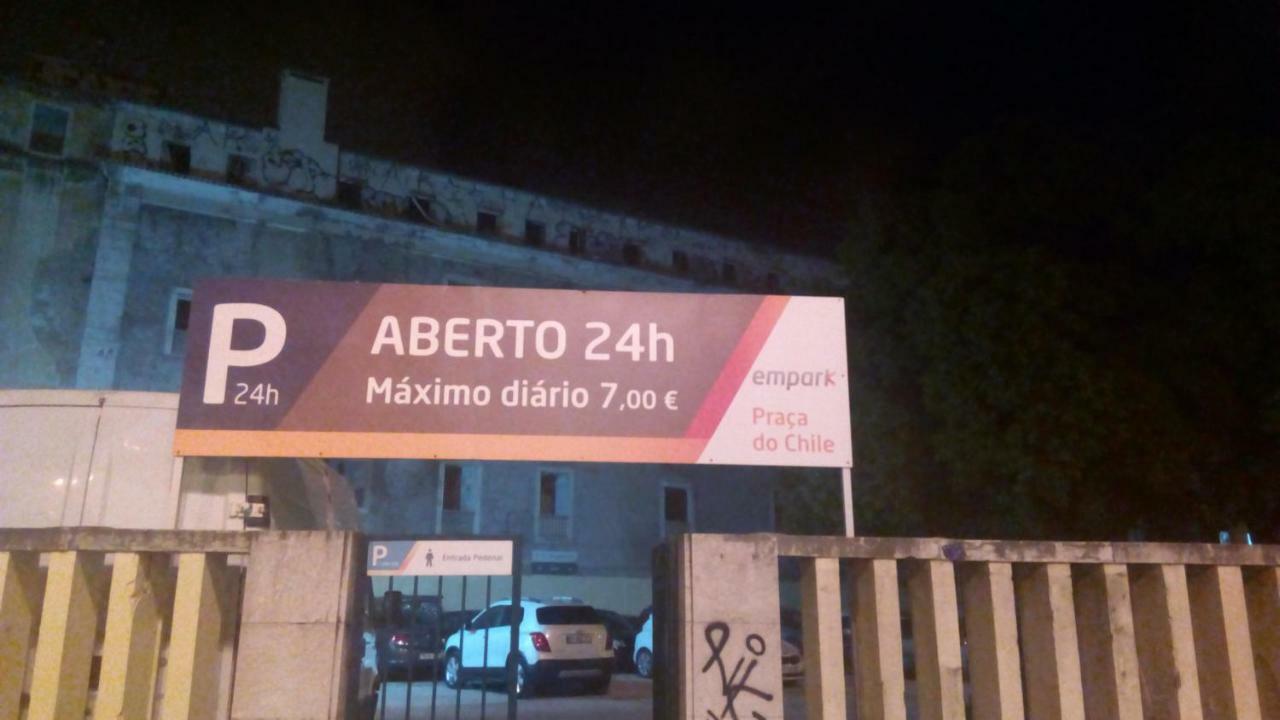 P
24h
ABERTO 24h
Máximo diário 7,00 €
empark
Praça
do Chile
P
Entrada Pedonal